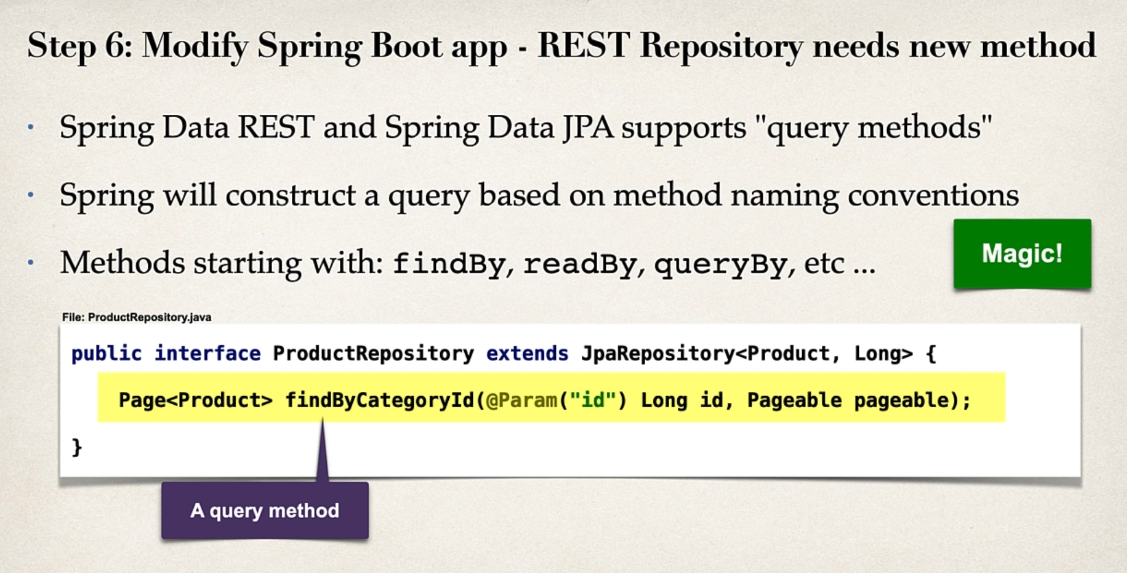 Step 6: Modify Spring Boot app - REST Repository needs new method
• Spring Data REST and Spring Data JPA supports "query methods"
• Spring will construct a query based on method naming conventions
• Methods starting with: findBy, readBy, queryBy, etc ...
Magic!
File: ProductRepository.java
public interface ProductRepository extends JpaRepository<Product, Long> {
Page<Product> findByCategoryId(@Param("id") Long id, Pageable pageable);
}
A query method